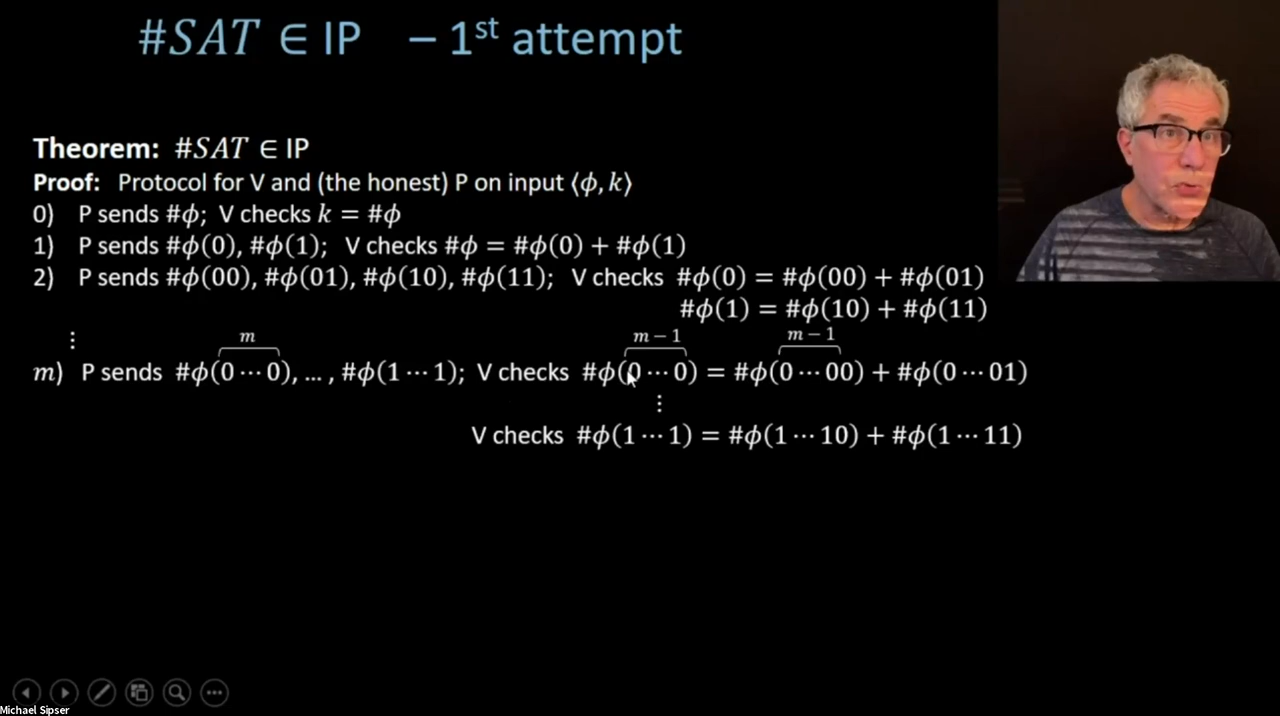 #SAT ∈ IP – 1st attempt
Theorem: #SAT ∈ IP
Proof: Protocol for V and (the honest) P on input ⟨ϕ, k⟩
0) P sends #ϕ; V checks k = #ϕ
1) P sends #ϕ(0), #ϕ(1); V checks #ϕ = #ϕ(0) + #ϕ(1)
2) P sends #ϕ(00), #ϕ(01), #ϕ(10), #ϕ(11); V checks #ϕ(0) = #ϕ(00) + #ϕ(01)
#ϕ(1) = #ϕ(10) + #ϕ(11)
⋮ m m − 1 m − 1
m) P sends #ϕ(0 ⋯ 0), … , #ϕ(1 ⋯ 1); V checks #ϕ(0 ⋯ 0) = #ϕ(0 ⋯ 00) + #ϕ(0 ⋯ 01)
⋮
V checks #ϕ(1 ⋯ 1) = #ϕ(1 ⋯ 10) + #ϕ(1 ⋯ 11)
Michael Sipser